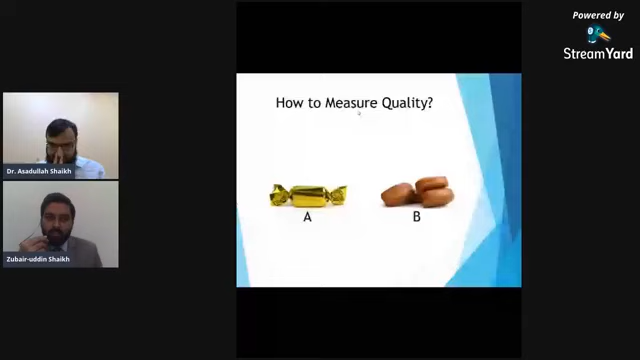 Powered by
StreamYard
How to Measure Quality?
A
B
Dr. Asadullah Shaikh
Zubair-uddin Shaikh